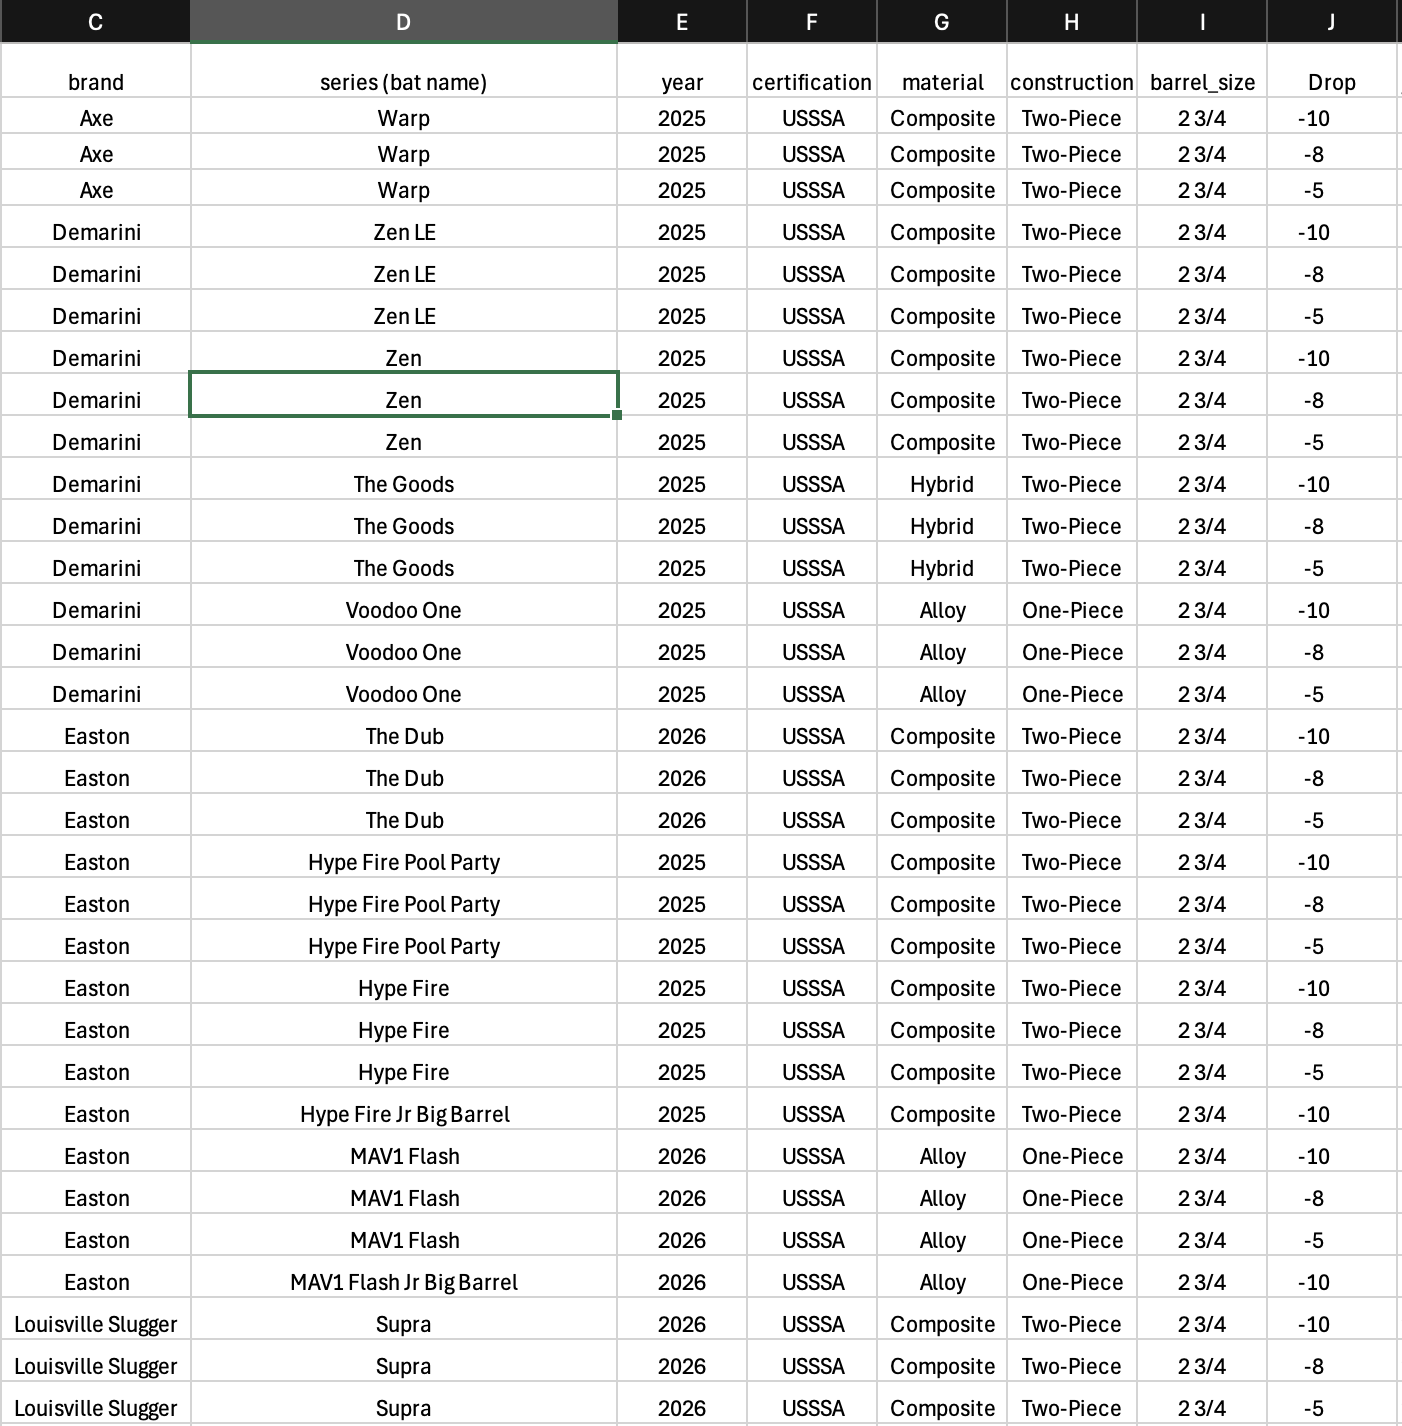 C D E F G H I J
brand series (bat name) year certification material construction barrel_size Drop
Axe Warp 2025 USSSA Composite Two-Piece 2 3/4 -10
Axe Warp 2025 USSSA Composite Two-Piece 2 3/4 -8
Axe Warp 2025 USSSA Composite Two-Piece 2 3/4 -5
Demarini Zen LE 2025 USSSA Composite Two-Piece 2 3/4 -10
Demarini Zen LE 2025 USSSA Composite Two-Piece 2 3/4 -8
Demarini Zen LE 2025 USSSA Composite Two-Piece 2 3/4 -5
Demarini Zen 2025 USSSA Composite Two-Piece 2 3/4 -10
Demarini Zen 2025 USSSA Composite Two-Piece 2 3/4 -8
Demarini Zen 2025 USSSA Composite Two-Piece 2 3/4 -5
Demarini The Goods 2025 USSSA Hybrid Two-Piece 2 3/4 -10
Demarini The Goods 2025 USSSA Hybrid Two-Piece 2 3/4 -8
Demarini The Goods 2025 USSSA Hybrid Two-Piece 2 3/4 -5
Demarini Voodoo One 2025 USSSA Alloy One-Piece 2 3/4 -10
Demarini Voodoo One 2025 USSSA Alloy One-Piece 2 3/4 -8
Demarini Voodoo One 2025 USSSA Alloy One-Piece 2 3/4 -5
Easton The Dub 2026 USSSA Composite Two-Piece 2 3/4 -10
Easton The Dub 2026 USSSA Composite Two-Piece 2 3/4 -8
Easton The Dub 2026 USSSA Composite Two-Piece 2 3/4 -5
Easton Hype Fire Pool Party 2025 USSSA Composite Two-Piece 2 3/4 -10
Easton Hype Fire Pool Party 2025 USSSA Composite Two-Piece 2 3/4 -8
Easton Hype Fire Pool Party 2025 USSSA Composite Two-Piece 2 3/4 -5
Easton Hype Fire 2025 USSSA Composite Two-Piece 2 3/4 -10
Easton Hype Fire 2025 USSSA Composite Two-Piece 2 3/4 -8
Easton Hype Fire 2025 USSSA Composite Two-Piece 2 3/4 -5
Easton Hype Fire Jr Big Barrel 2025 USSSA Composite Two-Piece 2 3/4 -10
Easton MAV1 Flash 2026 USSSA Alloy One-Piece 2 3/4 -10
Easton MAV1 Flash 2026 USSSA Alloy One-Piece 2 3/4 -8
Easton MAV1 Flash 2026 USSSA Alloy One-Piece 2 3/4 -5
Easton MAV1 Flash Jr Big Barrel 2026 USSSA Alloy One-Piece 2 3/4 -10
Louisville Slugger Supra 2026 USSSA Composite Two-Piece 2 3/4 -10
Louisville Slugger Supra 2026 USSSA Composite Two-Piece 2 3/4 -8
Louisville Slugger Supra 2026 USSSA Composite Two-Piece 2 3/4 -5